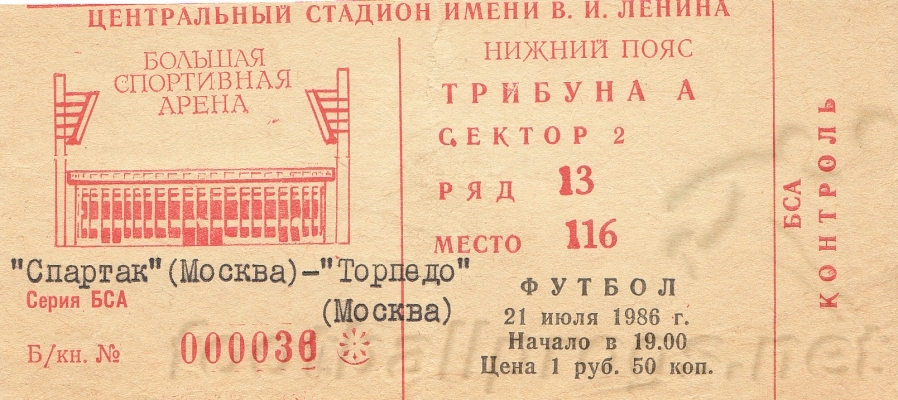 ЦЕНТРАЛЬНЫЙ СТАДИОН ИМЕНИ В. И. ЛЕНИНА
БОЛЬШАЯ
СПОРТИВНАЯ
АРЕНА
"Спартак"(Москва)–"Торпедо"
(Москва)
Серия БСА
Б/кн. № 000036
НИЖНИЙ ПОЯС
ТРИБУНА А
СЕКТОР 2
РЯД 13
МЕСТО 116
ФУТБОЛ
21 июля 1986 г.
Начало в 19.00
Цена 1 руб. 50 коп.
БСА
КОНТРОЛЬ